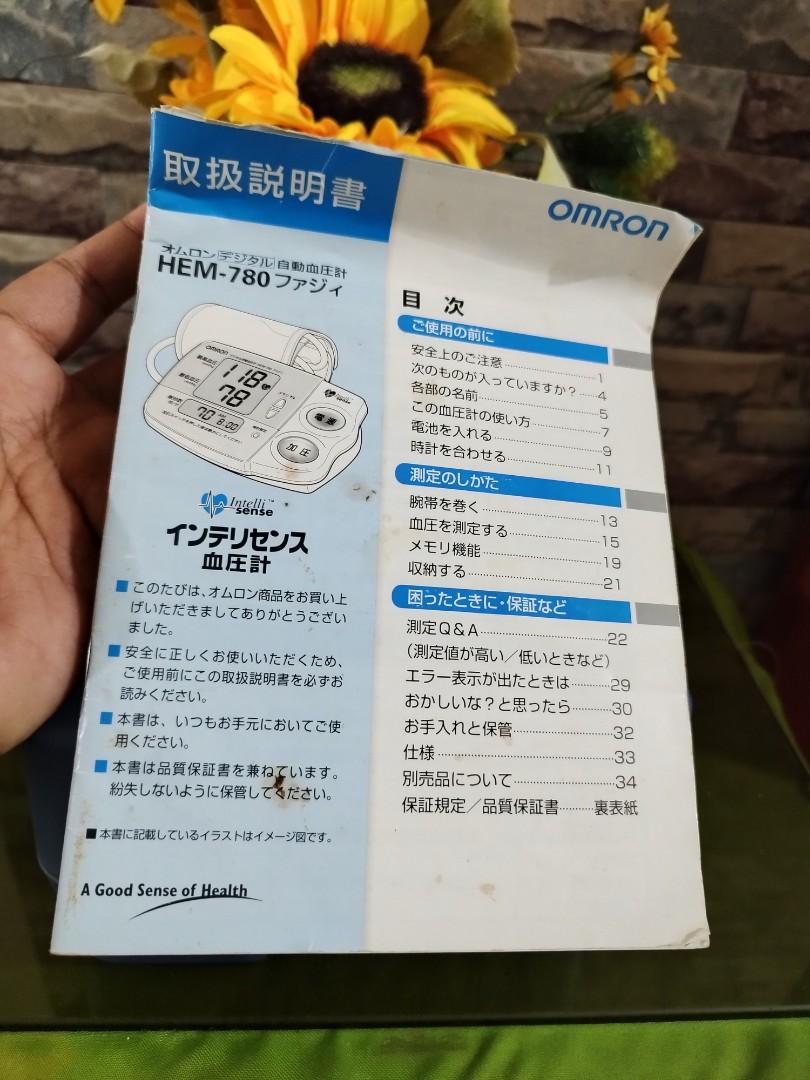 取扱説明書
OMRON
オムロン デジタル 自動血圧計
HEM-780 ファジィ
OMRON
118
78
70 8:00
電源
加圧
Intelli
sense
Intelli™
sense
インテリセンス
血圧計
■このたびは、オムロン商品をお買い上
げいただきましてありがとうござい
ました。
■安全に正しくお使いいただくため、
ご使用前にこの取扱説明書を必ずお
読みください。
■本書は、いつもお手元においてご使
用ください。
■本書は品質保証書を兼ねています。
紛失しないように保管してください。
■本書に記載しているイラストはイメージ図です。
A Good Sense of Health
目 次
ご使用の前に
安全上のご注意 1
次のものが入っていますか? 4
各部の名前 5
この血圧計の使い方 7
電池を入れる 9
時計を合わせる 11
測定のしかた
腕帯を巻く 13
血圧を測定する 15
メモリ機能 19
収納する 21
困ったときに・保証など
測定Q&A 22
(測定値が高い/低いときなど)
エラー表示が出たときは 29
おかしいな?と思ったら 30
お手入れと保管 32
仕様 33
別売品について 34
保証規定/品質保証書 裏表紙